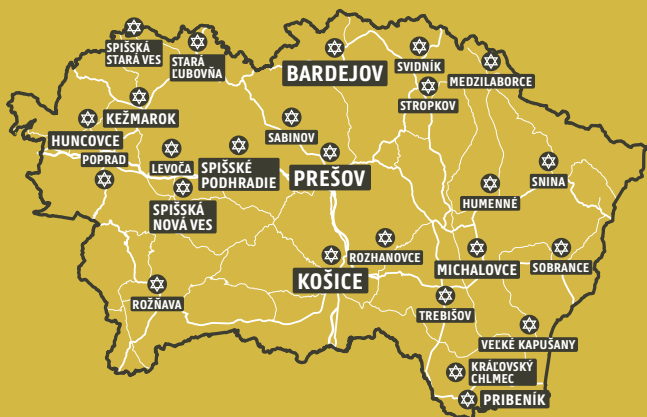 SPIŠSKÁ
STARÁ VES
STARÁ
ĽUBOVŇA
BARDEJOV
SVIDNÍK
MEDZILABORCE
STROPKOV
KEŽMAROK
HUNCOVCE
POPRAD
LEVOČA
SABINOV
SPIŠSKÉ
PODHRADIE
PREŠOV
SPIŠSKÁ
NOVÁ VES
SNINA
HUMENNÉ
ROZHANOVCE
KOŠICE
MICHALOVCE
SOBRANCE
ROŽŇAVA
TREBIŠOV
VEĽKÉ KAPUŠANY
KRÁĽOVSKÝ
CHLMEC
PRIBENÍK